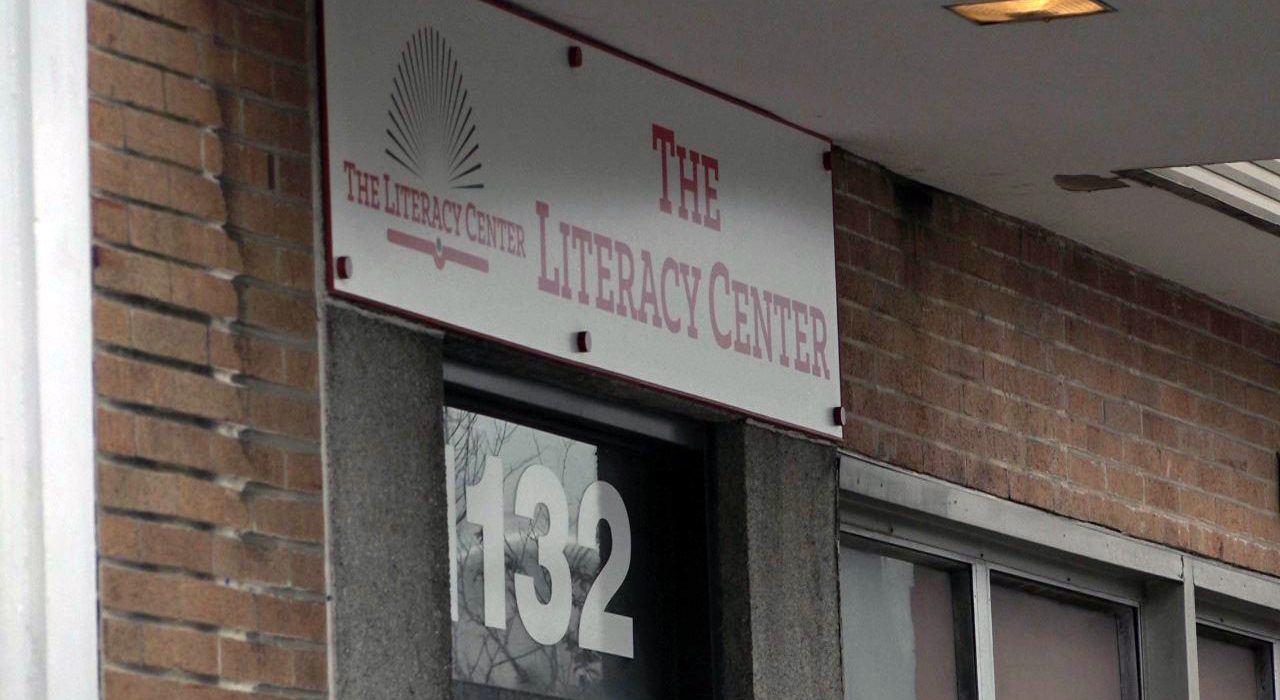 THE LITERACY CENTER
THE
LITERACY CENTER
132